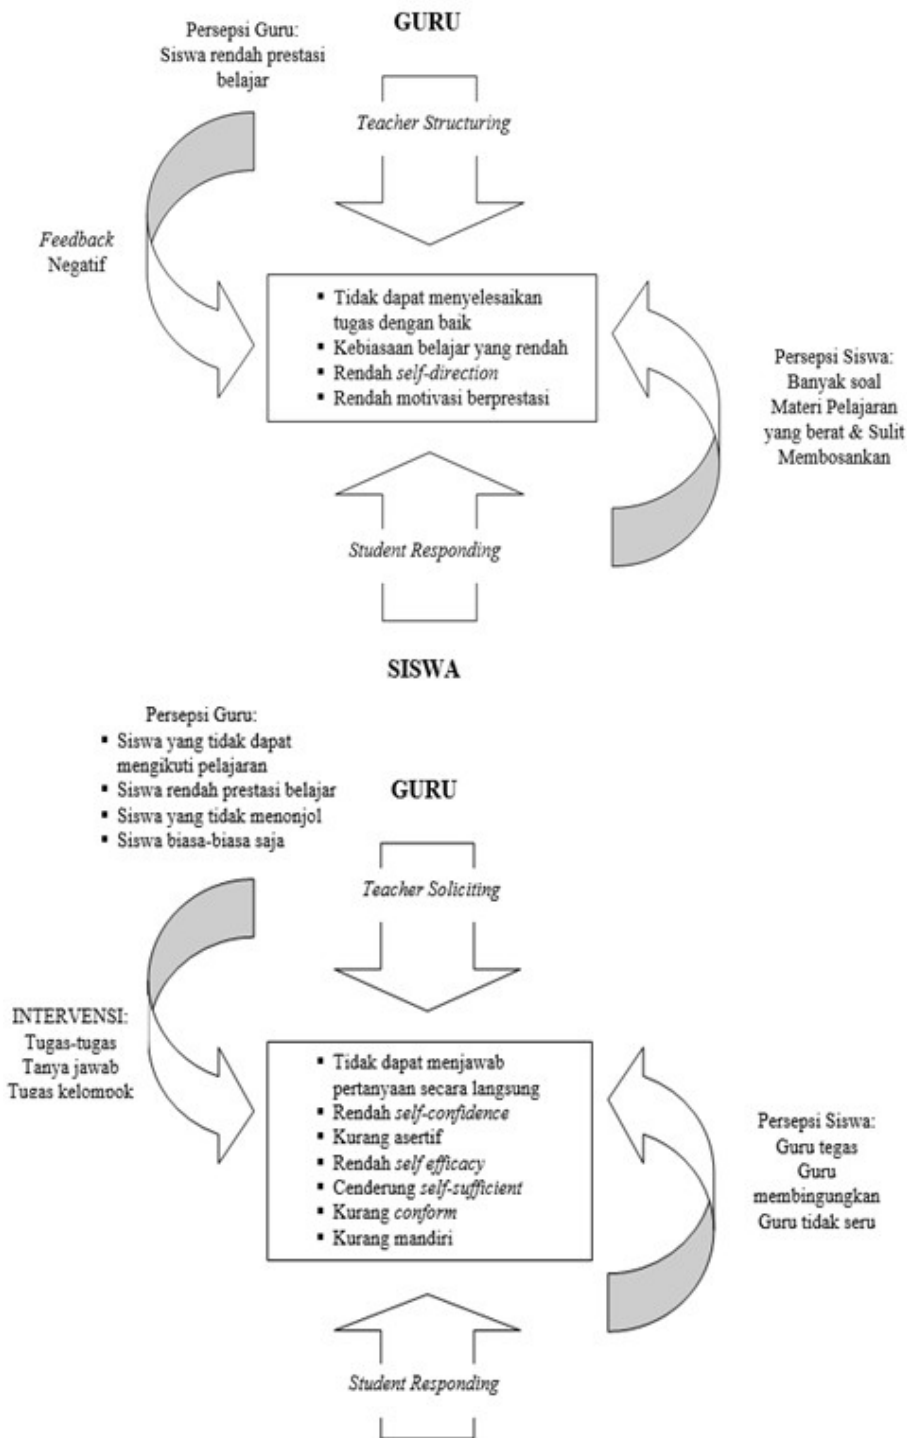 Persepsi Guru:
Siswa rendah prestasi
belajar
GURU
Teacher Structuring
Feedback
Negatif
▪ Tidak dapat menyelesaikan
tugas dengan baik
▪ Kebiasaan belajar yang rendah
▪ Rendah self-direction
▪ Rendah motivasi berprestasi
Persepsi Siswa:
Banyak soal
Materi Pelajaran
yang berat & Sulit
Membosankan
Student Responding
SISWA
Persepsi Guru:
▪ Siswa yang tidak dapat
mengikuti pelajaran
▪ Siswa rendah prestasi belajar
▪ Siswa yang tidak menonjol
▪ Siswa biasa-biasa saja
GURU
Teacher Soliciting
INTERVENSI:
Tugas-tugas
Tanya jawab
Tugas kelompok
▪ Tidak dapat menjawab
pertanyaan secara langsung
▪ Rendah self-confidence
▪ Kurang asertif
▪ Rendah self efficacy
▪ Cenderung self-sufficient
▪ Kurang conform
▪ Kurang mandiri
Persepsi Siswa:
Guru tegas
Guru
membingungkan
Guru tidak seru
Student Responding